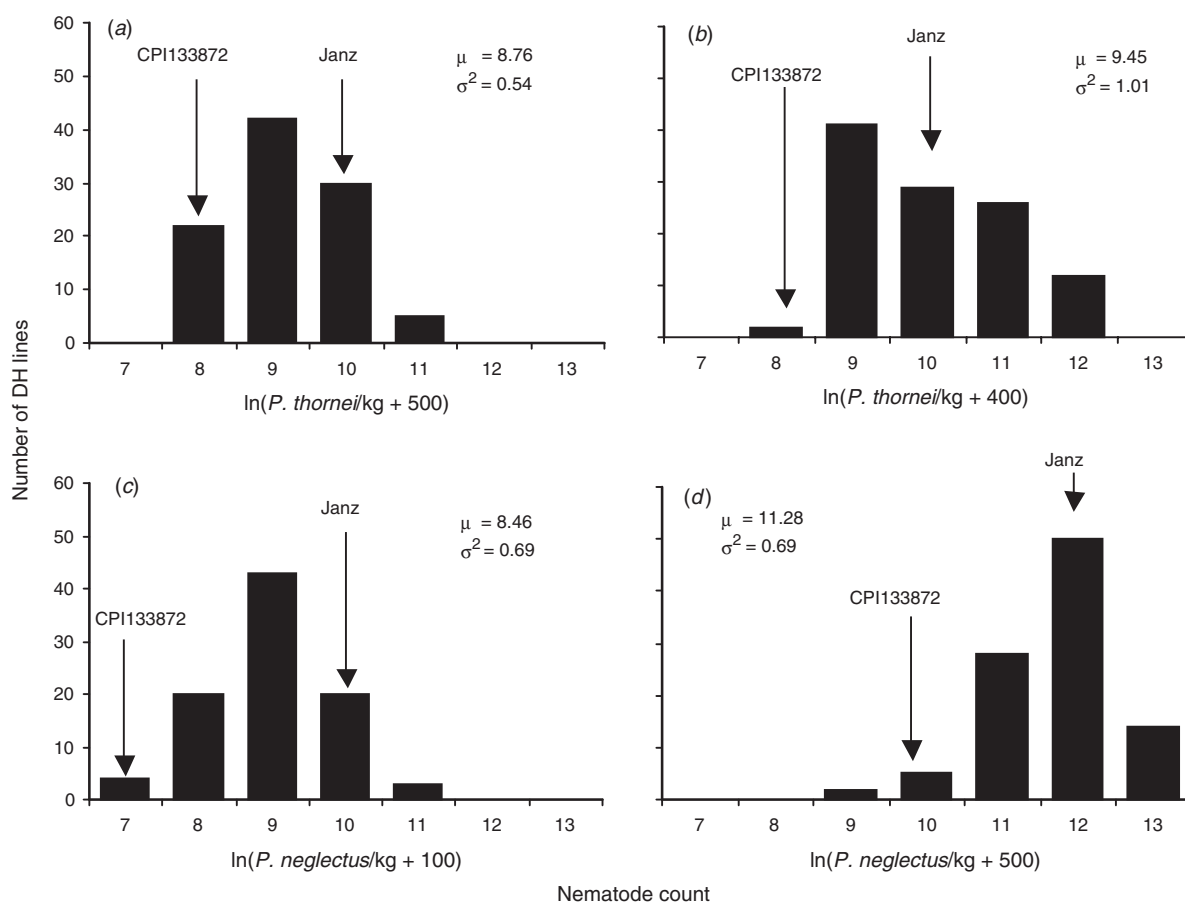 Number of DH lines
(a)
CPI133872
Janz
μ = 8.76
σ² = 0.54
60
50
40
30
20
10
0
7 8 9 10 11 12 13
ln(P. thornei/kg + 500)
(b)
CPI133872
Janz
μ = 9.45
σ² = 1.01
7 8 9 10 11 12 13
ln(P. thornei/kg + 400)
(c)
CPI133872
Janz
μ = 8.46
σ² = 0.69
60
50
40
30
20
10
0
7 8 9 10 11 12 13
ln(P. neglectus/kg + 100)
(d)
μ = 11.28
σ² = 0.69
CPI133872
Janz
7 8 9 10 11 12 13
ln(P. neglectus/kg + 500)
Nematode count